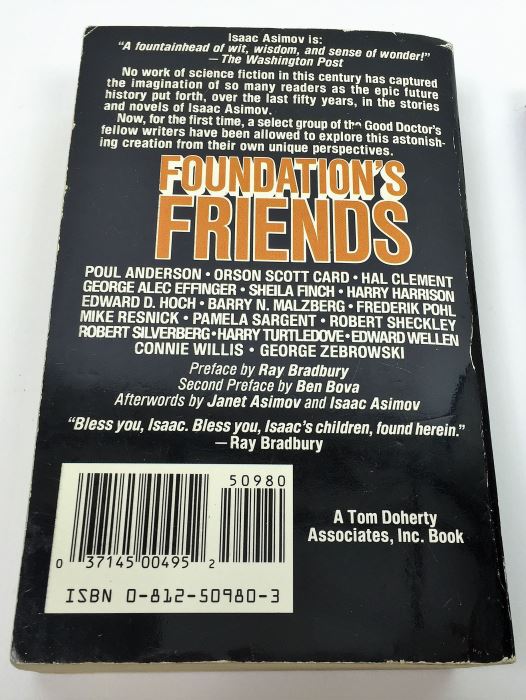 Isaac Asimov is:
"A fountainhead of wit, wisdom, and sense of wonder!"
— The Washington Post
No work of science fiction in this century has captured
the imagination of so many readers as the epic future
history put forth, over the last fifty years, in the stories
and novels of Isaac Asimov.
Now, for the first time, a select group of the Good Doctor's
fellow writers have been allowed to explore this astonish-
ing creation from their own unique perspectives.
FOUNDATION'S
FRIENDS
POUL ANDERSON • ORSON SCOTT CARD • HAL CLEMENT
GEORGE ALEC EFFINGER • SHEILA FINCH • HARRY HARRISON
EDWARD D. HOCH • BARRY N. MALZBERG • FREDERIK POHL
MIKE RESNICK • PAMELA SARGENT • ROBERT SHECKLEY
ROBERT SILVERBERG • HARRY TURTLEDOVE • EDWARD WELLEN
CONNIE WILLIS • GEORGE ZEBROWSKI
Preface by Ray Bradbury
Second Preface by Ben Bova
Afterwords by Janet Asimov and Isaac Asimov
"Bless you, Isaac. Bless you, Isaac's children, found herein."
— Ray Bradbury
50980
0 37145 00495 2
ISBN 0-812-50980-3
A Tom Doherty
Associates, Inc. Book